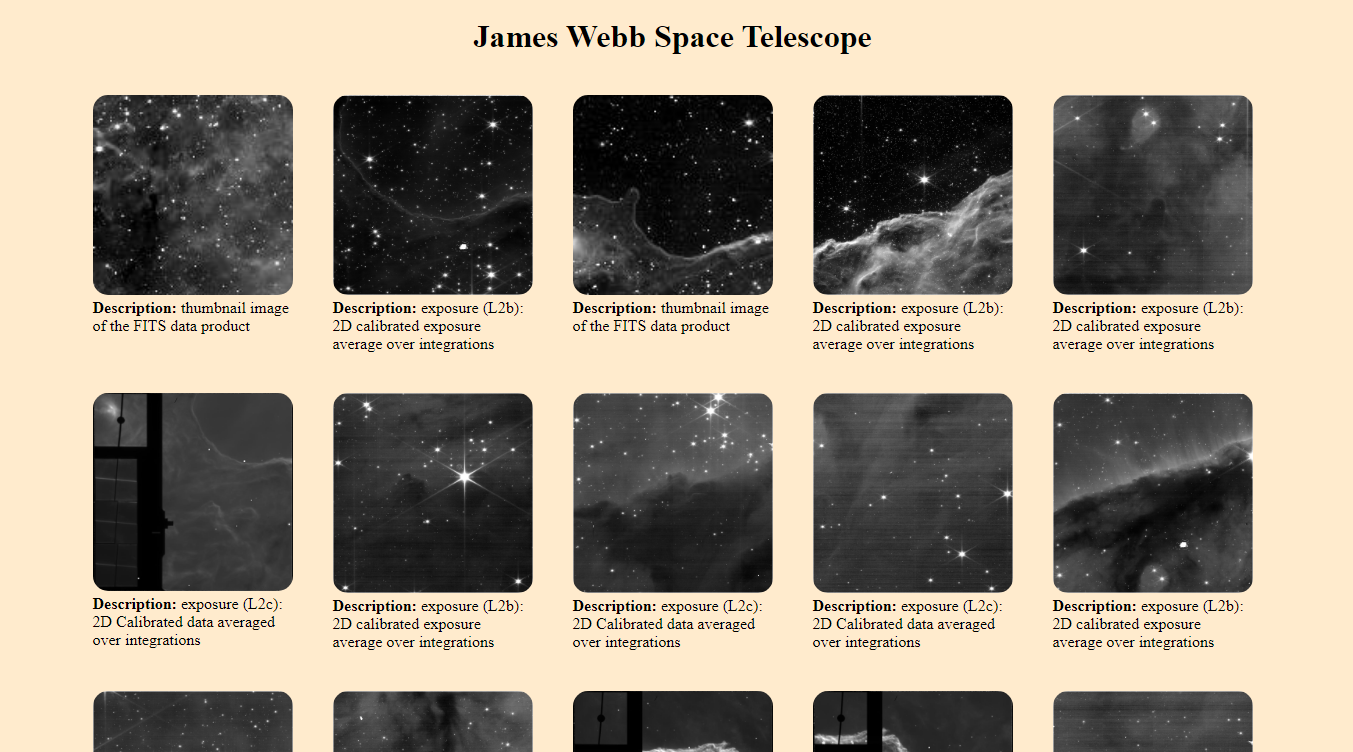 James Webb Space Telescope
Description: thumbnail image
of the FITS data product
Description: exposure (L2b):
2D calibrated exposure
average over integrations
Description: thumbnail image
of the FITS data product
Description: exposure (L2b):
2D calibrated exposure
average over integrations
Description: exposure (L2b):
2D calibrated exposure
average over integrations
Description: exposure (L2c):
2D Calibrated data averaged
over integrations
Description: exposure (L2b):
2D calibrated exposure
average over integrations
Description: exposure (L2c):
2D Calibrated data averaged
over integrations
Description: exposure (L2c):
2D Calibrated data averaged
over integrations
Description: exposure (L2b):
2D calibrated exposure
average over integrations